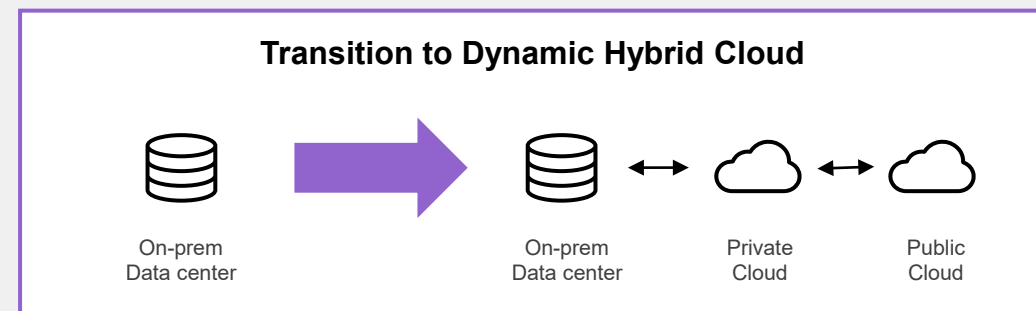 Transition to Dynamic Hybrid Cloud
On-prem
Data center
On-prem
Data center
Private
Cloud
Public
Cloud